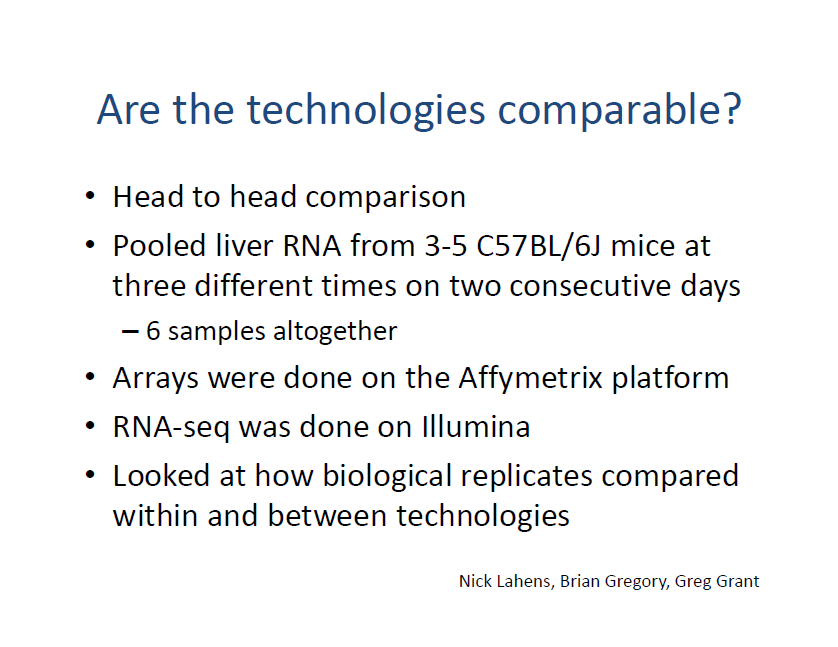 Are the technologies comparable?
• Head to head comparison
• Pooled liver RNA from 3-5 C57BL/6J mice at
three different times on two consecutive days
– 6 samples altogether
• Arrays were done on the Affymetrix platform
• RNA-seq was done on Illumina
• Looked at how biological replicates compared
within and between technologies
Nick Lahens, Brian Gregory, Greg Grant